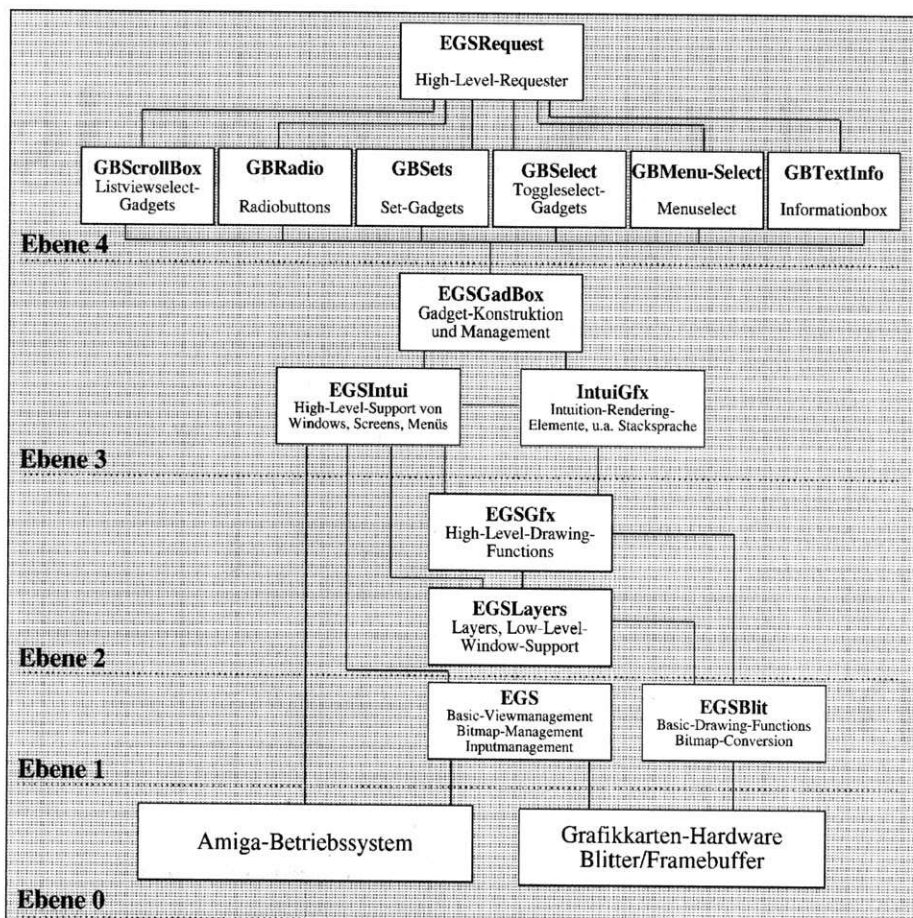 EGSRequest
High-Level-Requester
GBScrollBox
Listviewselect-
Gadgets
GBRadio
Radiobuttons
GBSets
Set-Gadgets
GBSelect
Toggleselect-
Gadgets
GBMenu-Select
Menuselect
GBTextInfo
Informationbox
Ebene 4
EGSGadBox
Gadget-Konstruktion
und Management
EGSIntui
High-Level-Support von
Windows, Screens, Menüs
IntuiGfx
Intuition-Rendering-
Elemente, u.a. Stacksprache
Ebene 3
EGSGfx
High-Level-Drawing-
Functions
EGSLayers
Layers, Low-Level-
Window-Support
Ebene 2
EGS
Basic-Viewmanagement
Bitmap-Management
Inputmanagement
EGSBlit
Basic-Drawing-Functions
Bitmap-Conversion
Ebene 1
Amiga-Betriebssystem
Grafikkarten-Hardware
Blitter/Framebuffer
Ebene 0